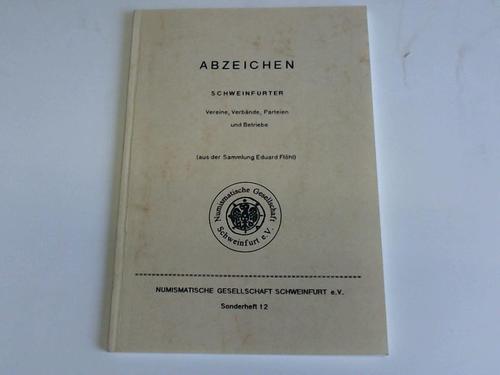 ABZEICHEN
SCHWEINFURTER
Vereine, Verbände, Parteien
und Betriebe
(aus der Sammlung Eduard Flöhl)
Numismatische Gesellschaft
Schweinfurt e.V.
NUMISMATISCHE GESELLSCHAFT SCHWEINFURT e.V.
Sonderheft 12